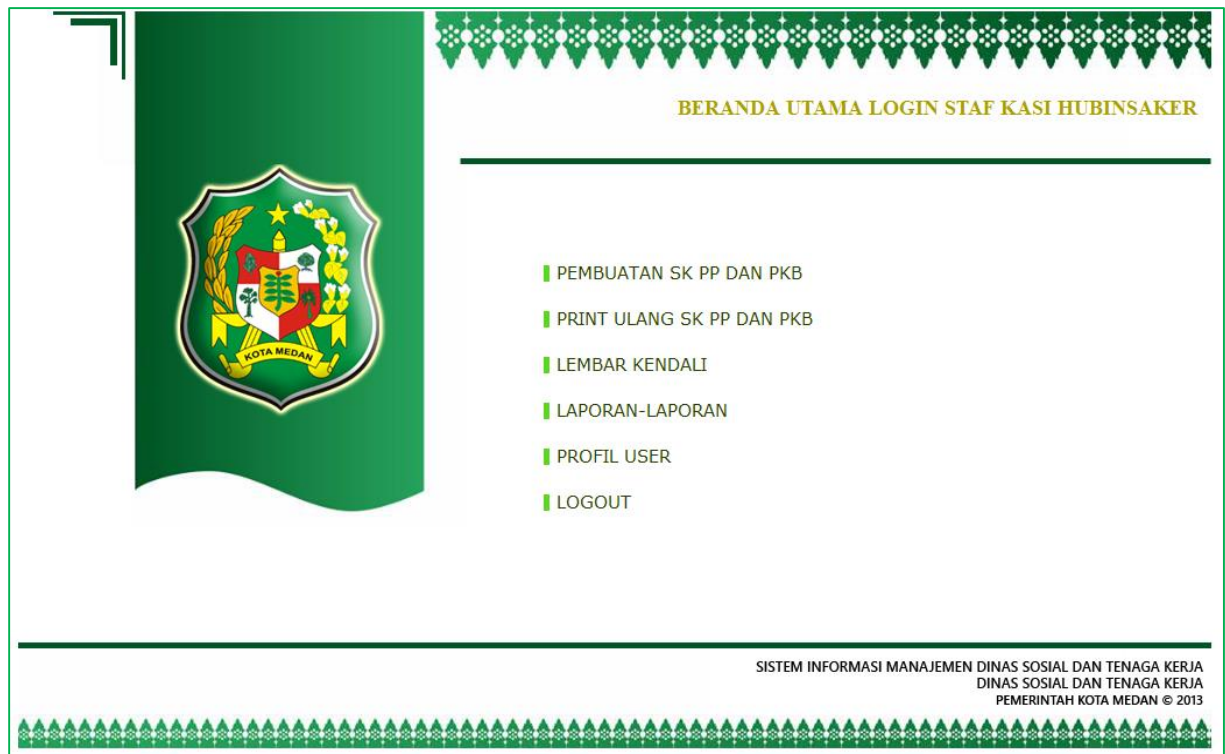 BERANDA UTAMA LOGIN STAF KASI HUBINSAKER
KOTA MEDAN
PEMBUATAN SK PP DAN PKB
PRINT ULANG SK PP DAN PKB
LEMBAR KENDALI
LAPORAN-LAPORAN
PROFIL USER
LOGOUT
SISTEM INFORMASI MANAJEMEN DINAS SOSIAL DAN TENAGA KERJA
DINAS SOSIAL DAN TENAGA KERJA
PEMERINTAH KOTA MEDAN © 2013